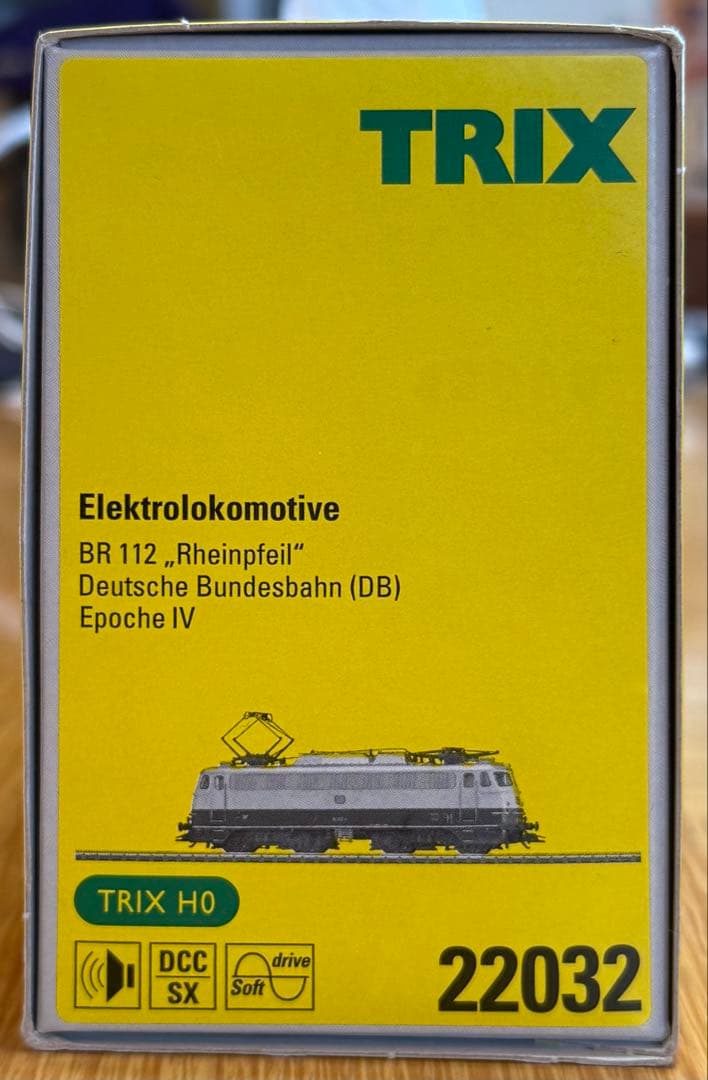 TRIX
Elektrolokomotive
BR 112 „Rheinpfeil“
Deutsche Bundesbahn (DB)
Epoche IV
TRIX H0
DCC
SX
drive
Soft
22032